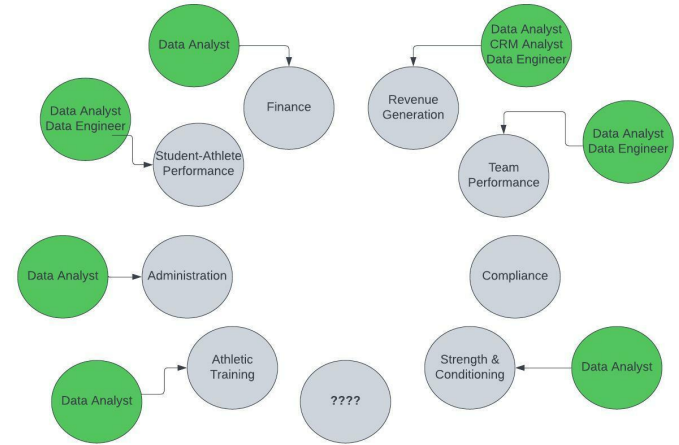 Data Analyst
Data Analyst
CRM Analyst
Data Engineer
Finance
Revenue
Generation
Data Analyst
Data Engineer
Data Analyst
Data Engineer
Student-Athlete
Performance
Team
Performance
Data Analyst
Administration
Compliance
Athletic
Training
Strength &
Conditioning
Data Analyst
Data Analyst
????